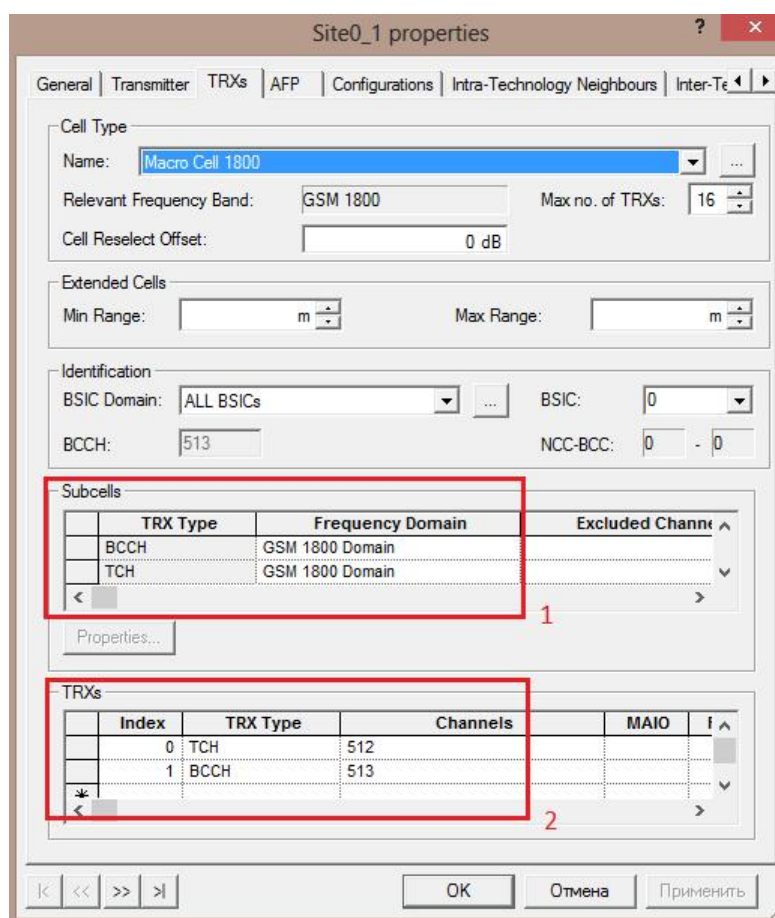 Site0_1 properties ? ×
General Transmitter TRXs AFP Configurations Intra-Technology Neighbours Inter-Te
Cell Type
Name: Macro Cell 1800 ...
Relevant Frequency Band: GSM 1800 Max no. of TRXs: 16
Cell Reselect Offset: 0 dB
Extended Cells
Min Range: m Max Range: m
Identification
BSIC Domain: ALL BSICs ... BSIC: 0
BCCH: 513 NCC-BCC: 0 - 0
Subcells
TRX Type Frequency Domain Excluded Channe
BCCH GSM 1800 Domain
TCH GSM 1800 Domain
1
Properties...
TRXs
Index TRX Type Channels MAIO
0 TCH 512
1 BCCH 513
2
|< << >> >| OK Отмена Применить